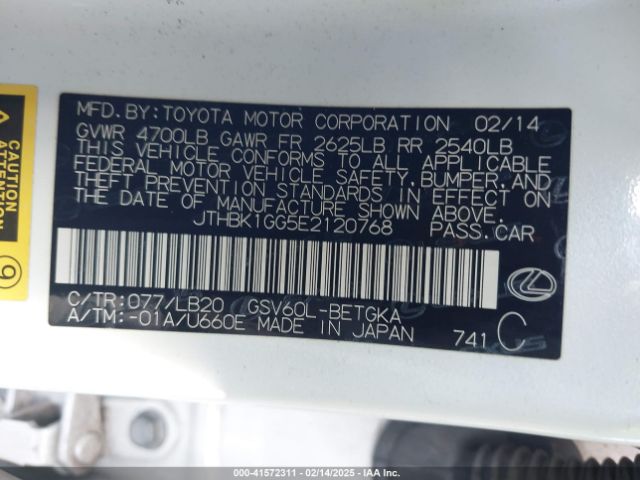 MFD.BY:TOYOTA MOTOR CORPORATION 02/14
GVWR 4700LB GAWR FR 2625LB RR 2540LB
THIS VEHICLE CONFORMS TO ALL APPLICABLE
FEDERAL MOTOR VEHICLE SAFETY,BUMPER,AND
THEFT PREVENTION STANDARDS IN EFFECT ON
THE DATE OF MANUFACTURE SHOWN ABOVE.
JTHBK1GG5E2120768 PASS.CAR
C/TR:077/LB20 GSV60L-BETGKA
A/TM:-01A/U660E MADE IN JAPAN 741 C
CAUTION
9
000-41572311 — 02/14/2025 — IAA Inc.